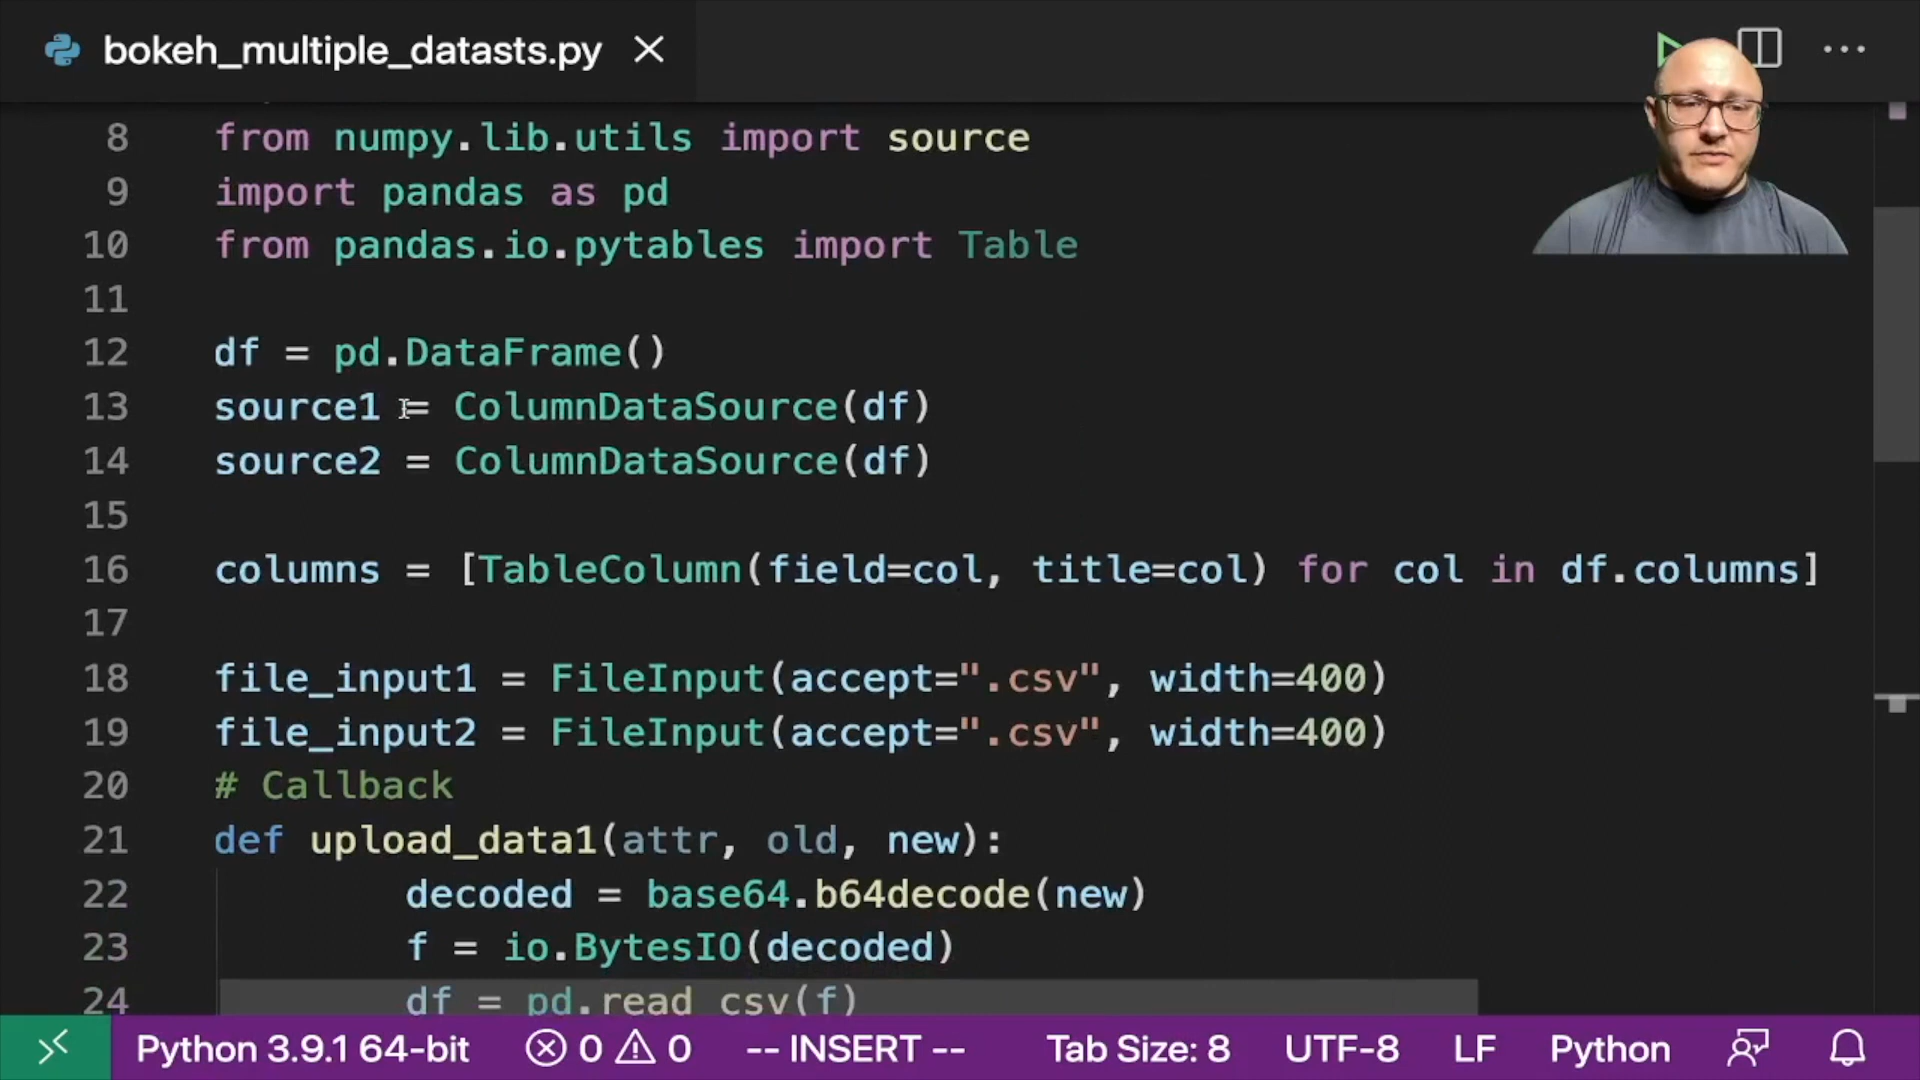 bokeh_multiple_datasts.py
8 from numpy.lib.utils import source
9 import pandas as pd
10 from pandas.io.pytables import Table
11
12 df = pd.DataFrame()
13 source1 = ColumnDataSource(df)
14 source2 = ColumnDataSource(df)
15
16 columns = [TableColumn(field=col, title=col) for col in df.columns]
17
18 file_input1 = FileInput(accept=".csv", width=400)
19 file_input2 = FileInput(accept=".csv", width=400)
20 # Callback
21 def upload_data1(attr, old, new):
22 decoded = base64.b64decode(new)
23 f = io.BytesIO(decoded)
24 df = pd.read_csv(f)
Python 3.9.1 64-bit 0 0 -- INSERT -- Tab Size: 8 UTF-8 LF Python